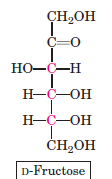 CH₂OH
C=O
HO—C—H
H—C—OH
H—C—OH
CH₂OH
D-Fructose